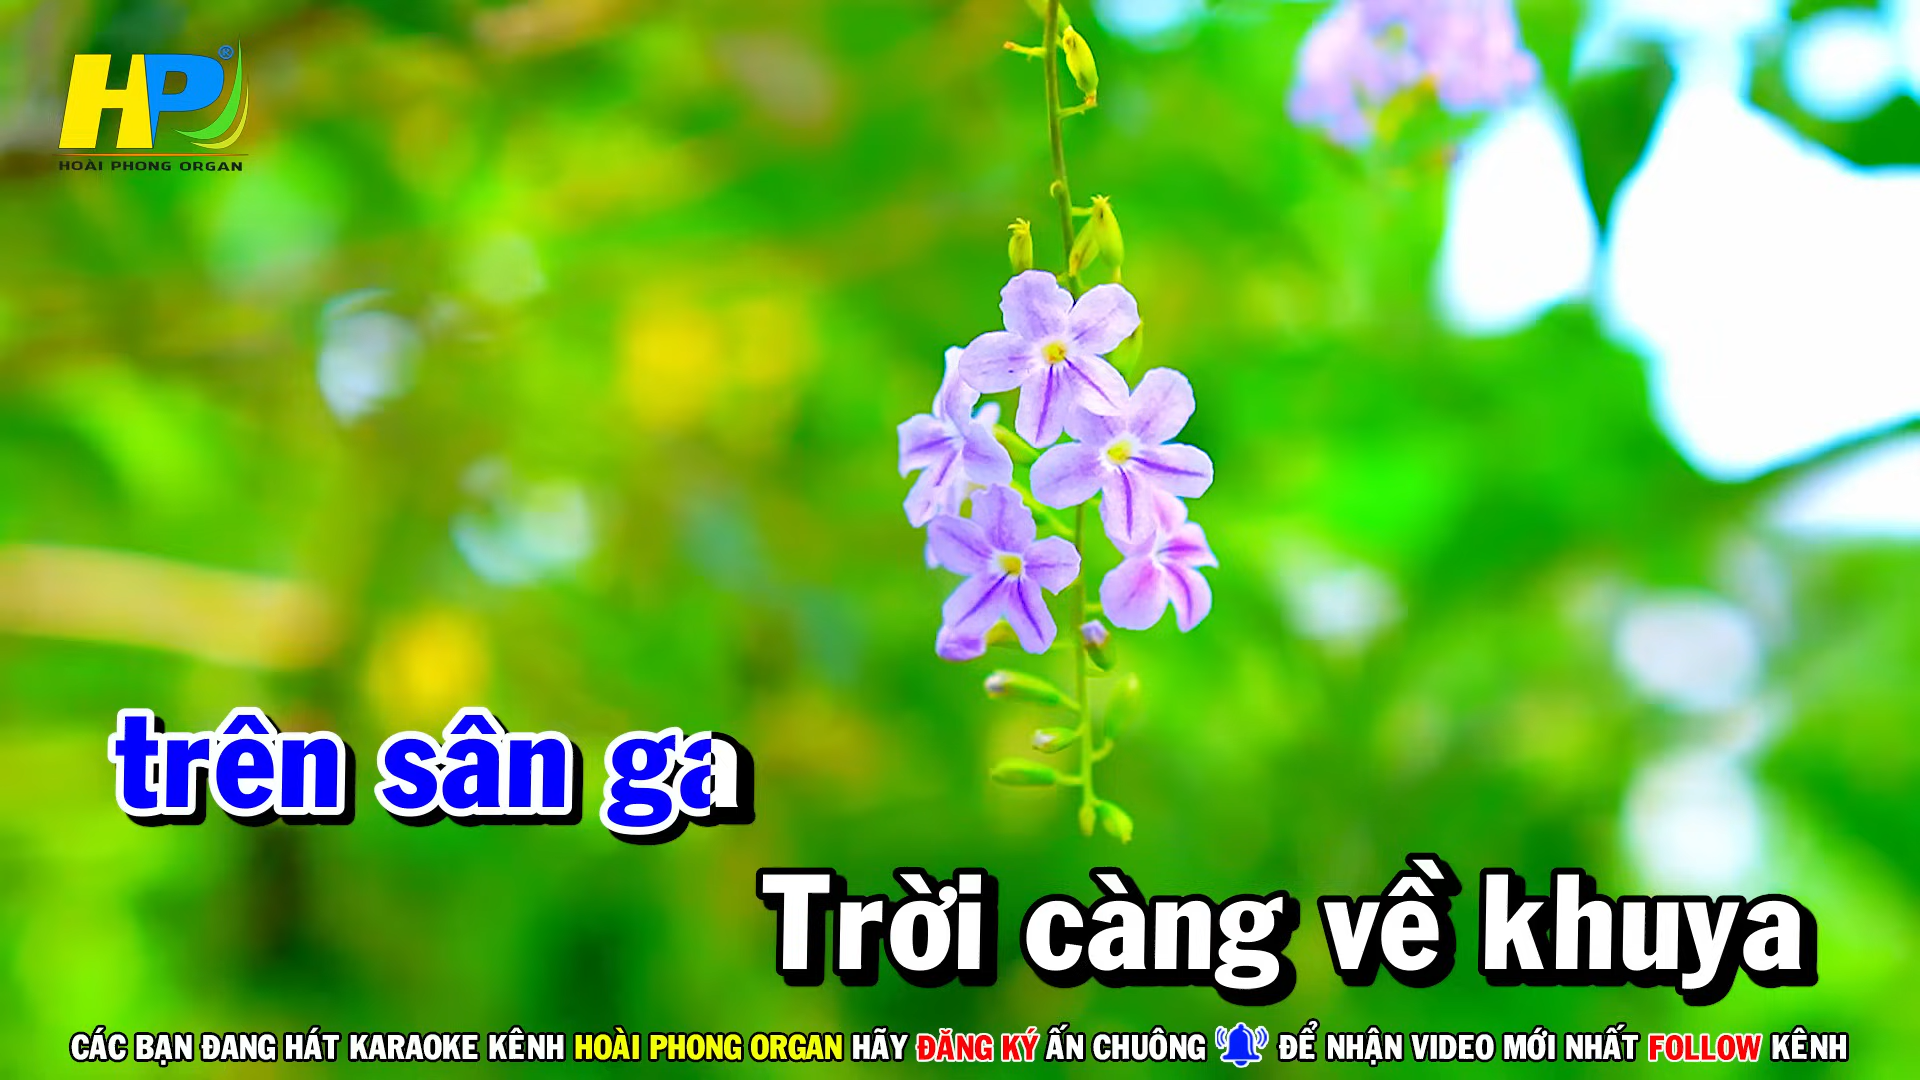 HP®
HOÀI PHONG ORGAN
trên sân ga
Trời càng về khuya
CÁC BẠN ĐANG HÁT KARAOKE KÊNH HOÀI PHONG ORGAN HÃY ĐĂNG KÝ ẤN CHUÔNG ĐỂ NHẬN VIDEO MỚI NHẤT FOLLOW KÊNH